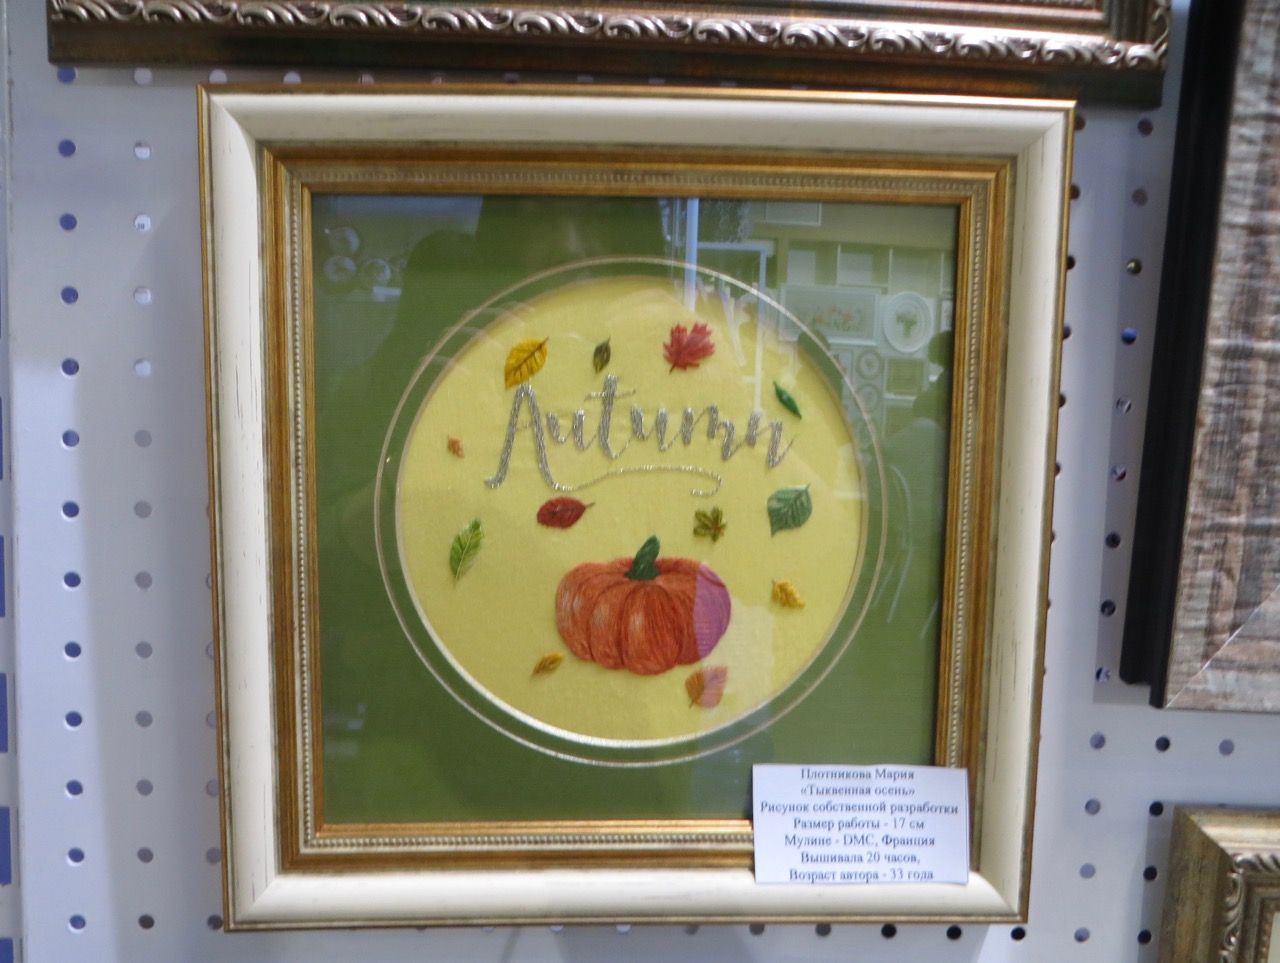 Autumn
Плотникова Мария
«Тыквенная осень»
Рисунок собственной разработки
Размер работы - 17 см
Мулине - DMC, Франция
Вышивала 20 часов,
Возраст автора - 33 года